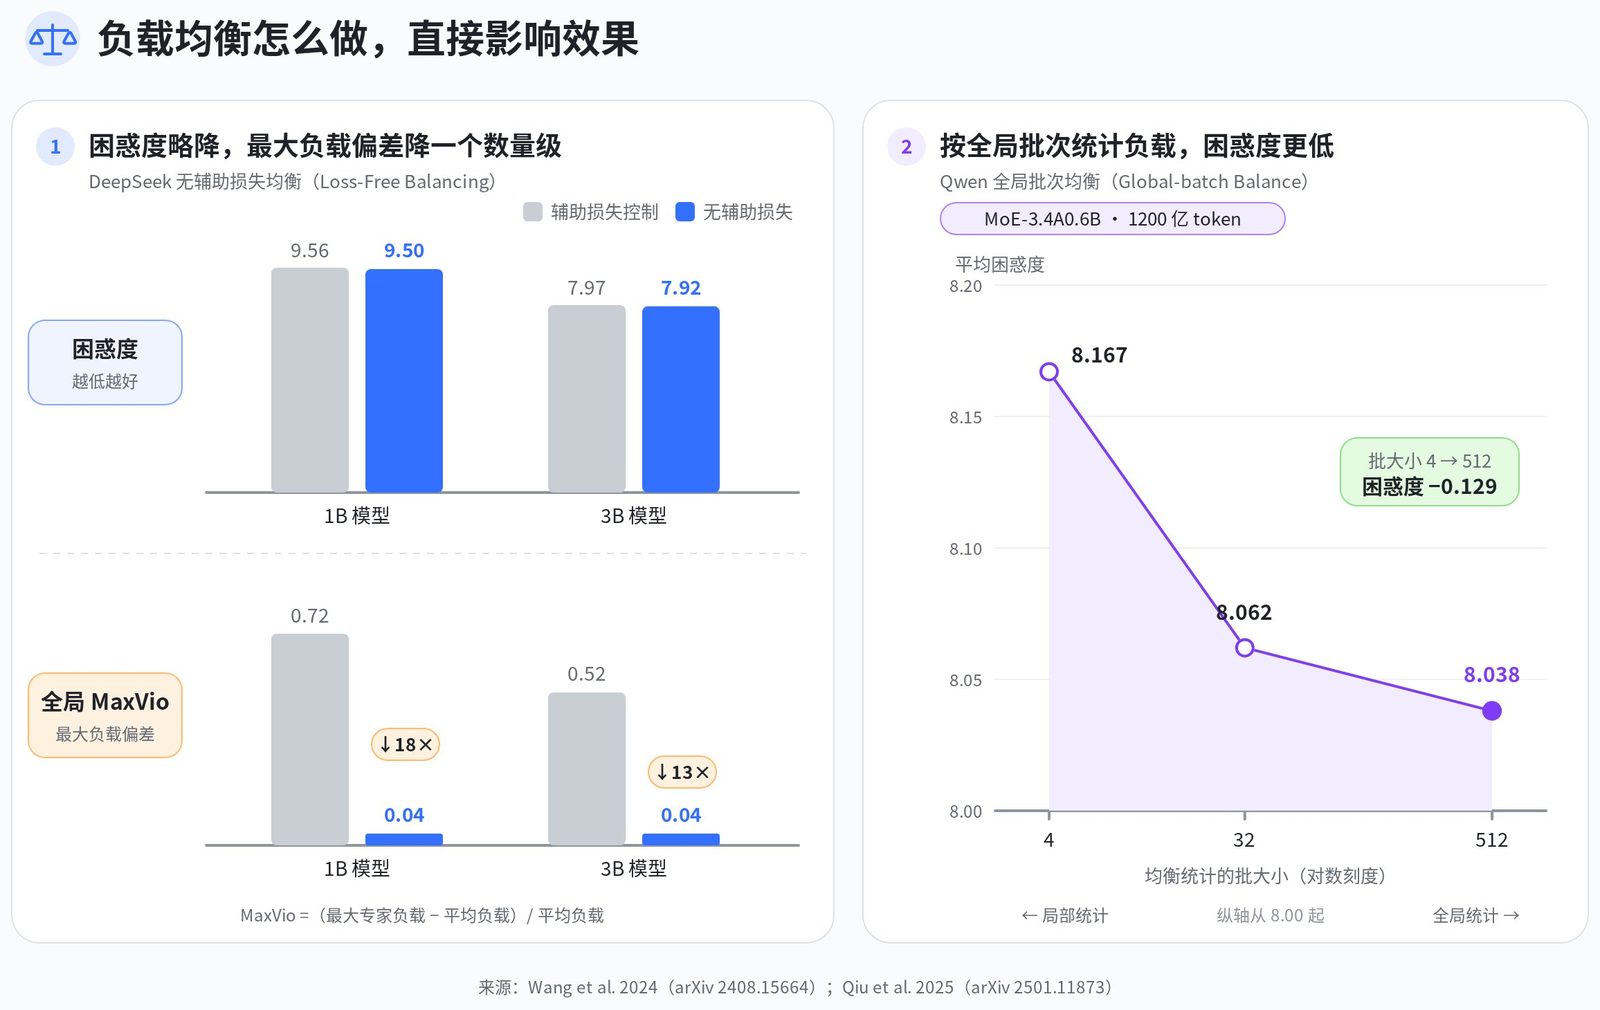 负载均衡怎么做，直接影响效果
1 困惑度略降，最大负载偏差降一个数量级
DeepSeek 无辅助损失均衡（Loss-Free Balancing）
辅助损失控制 无辅助损失
9.56 9.50 7.97 7.92
困惑度
越低越好
1B 模型 3B 模型
0.72 0.52
全局 MaxVio
最大负载偏差
↓18× ↓13×
0.04 0.04
1B 模型 3B 模型
MaxVio =（最大专家负载 − 平均负载）/ 平均负载
2 按全局批次统计负载，困惑度更低
Qwen 全局批次均衡（Global-batch Balance）
MoE-3.4A0.6B · 1200 亿 token
平均困惑度
8.20
8.167
8.15
批大小 4 → 512
困惑度 −0.129
8.10
8.062
8.05
8.038
8.00
4 32 512
均衡统计的批大小（对数刻度）
← 局部统计 纵轴从 8.00 起 全局统计 →
来源：Wang et al. 2024（arXiv 2408.15664）；Qiu et al. 2025（arXiv 2501.11873）